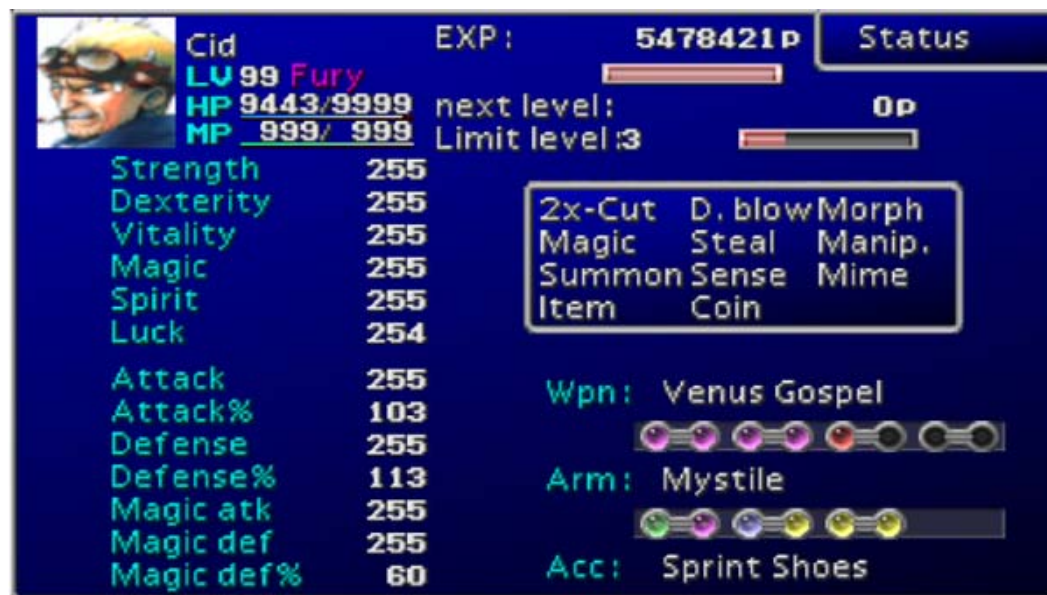 Cid EXP: 5478421p Status
LV 99 Fury
HP 9443/9999 next level: 0p
MP 999/ 999 Limit level:3
Strength 255
Dexterity 255
Vitality 255
Magic 255
Spirit 255
Luck 254
2x-Cut D.blow Morph
Magic Steal Manip.
Summon Sense Mime
Item Coin
Attack 255
Attack% 103
Defense 255
Defense% 113
Magic atk 255
Magic def 255
Magic def% 60
Wpn: Venus Gospel
Arm: Mystile
Acc: Sprint Shoes